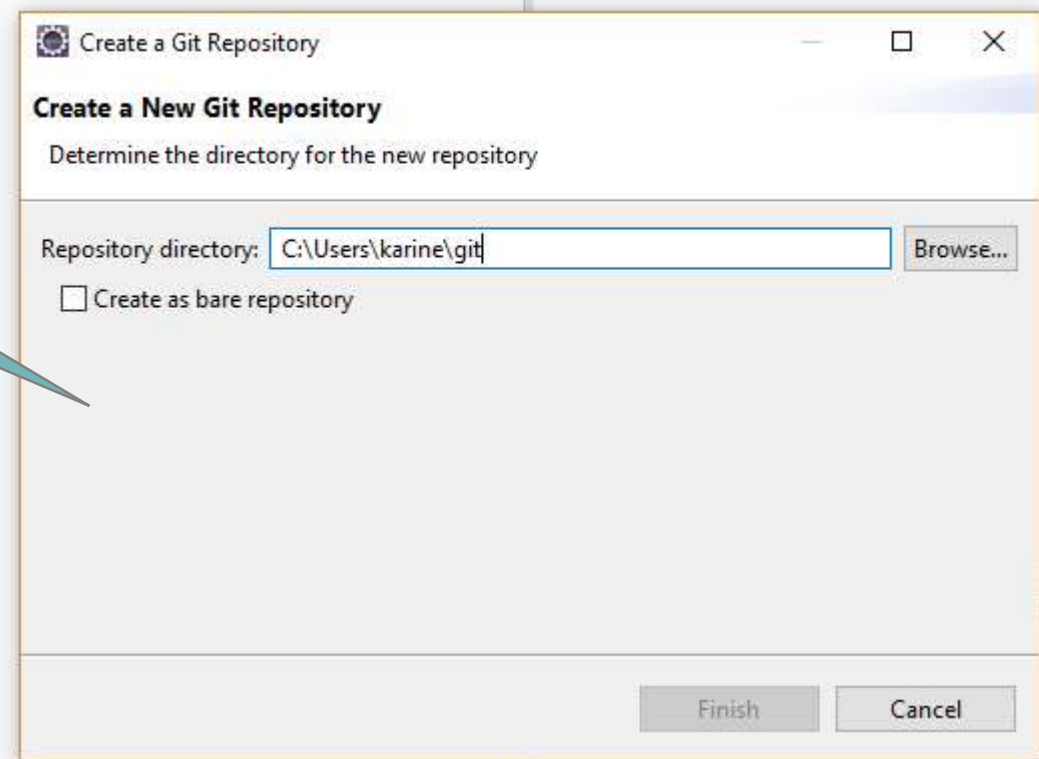 Create a Git Repository
Create a New Git Repository
Determine the directory for the new repository
Repository directory: C:\Users\karine\git Browse...
Create as bare repository
Finish Cancel